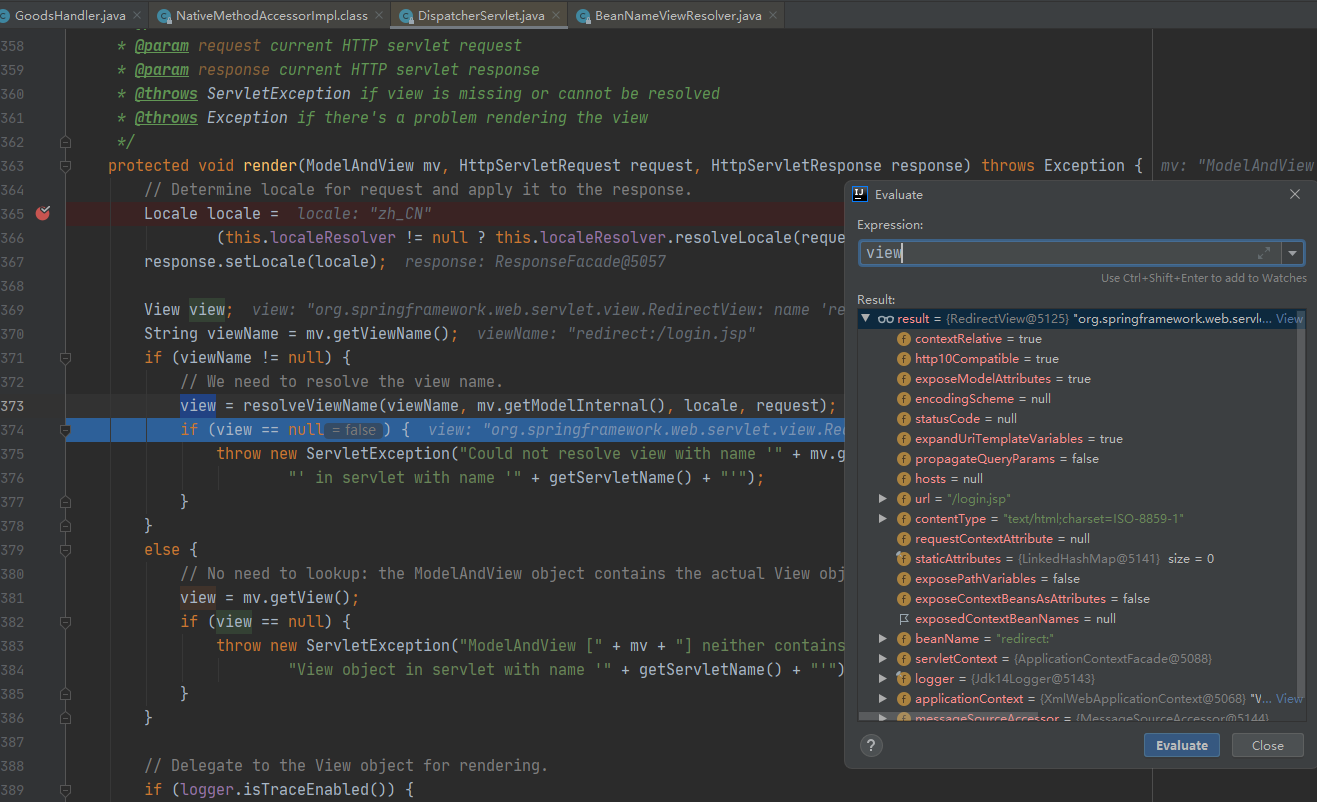 GoodsHandler.java
NativeMethodAccessorImpl.class
DispatcherServlet.java
BeanNameViewResolver.java
358 * @param request current HTTP servlet request
359 * @param response current HTTP servlet response
360 * @throws ServletException if view is missing or cannot be resolved
361 * @throws Exception if there's a problem rendering the view
362 */
363 protected void render(ModelAndView mv, HttpServletRequest request, HttpServletResponse response) throws Exception { mv: "ModelAndView
364 // Determine locale for request and apply it to the response.
365 Locale locale = locale: "zh_CN"
366 (this.localeResolver != null ? this.localeResolver.resolveLocale(reque
367 response.setLocale(locale); response: ResponseFacade@5057
368
369 View view; view: "org.springframework.web.servlet.view.RedirectView: name 're
370 String viewName = mv.getViewName(); viewName: "redirect:/login.jsp"
371 if (viewName != null) {
372 // We need to resolve the view name.
373 view = resolveViewName(viewName, mv.getModelInternal(), locale, request);
374 if (view == null = false ) { view: "org.springframework.web.servlet.view.Re
375 throw new ServletException("Could not resolve view with name '" + mv.g
376 "' in servlet with name '" + getServletName() + "'");
377 }
378 }
379 else {
380 // No need to lookup: the ModelAndView object contains the actual View obj
381 view = mv.getView();
382 if (view == null) {
383 throw new ServletException("ModelAndView [" + mv + "] neither contains
384 "View object in servlet with name '" + getServletName() + "'")
385 }
386 }
387
388 // Delegate to the View object for rendering.
389 if (logger.isTraceEnabled()) {
Evaluate
Expression:
view
Use Ctrl+Shift+Enter to add to Watches
Result:
result = {RedirectView@5125} "org.springframework.web.servle... View
contextRelative = true
http10Compatible = true
exposeModelAttributes = true
encodingScheme = null
statusCode = null
expandUriTemplateVariables = true
propagateQueryParams = false
hosts = null
url = "/login.jsp"
contentType = "text/html;charset=ISO-8859-1"
requestContextAttribute = null
staticAttributes = {LinkedHashMap@5141} size = 0
exposePathVariables = false
exposeContextBeansAsAttributes = false
exposedContextBeanNames = null
beanName = "redirect:"
servletContext = {ApplicationContextFacade@5088}
logger = {Jdk14Logger@5143}
applicationContext = {XmlWebApplicationContext@5068} "V... View
messageSourceAccessor = {MessageSourceAccessor@5144}
?
Evaluate
Close